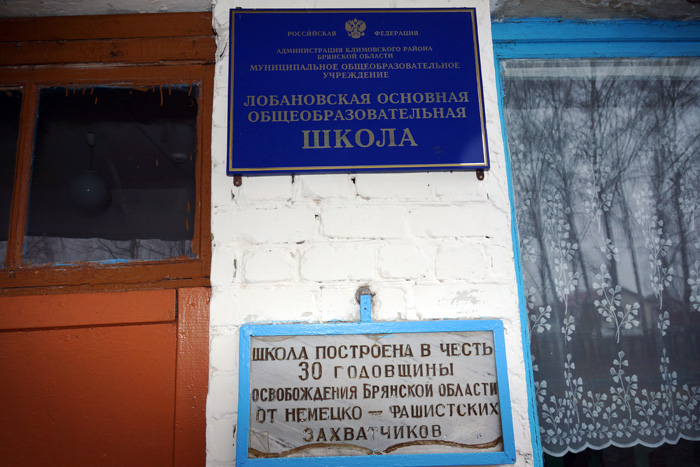 РОССИЙСКАЯ ФЕДЕРАЦИЯ
АДМИНИСТРАЦИЯ КЛИМОВСКОГО РАЙОНА
БРЯНСКОЙ ОБЛАСТИ
МУНИЦИПАЛЬНОЕ ОБЩЕОБРАЗОВАТЕЛЬНОЕ
УЧРЕЖДЕНИЕ
ЛОБАНОВСКАЯ ОСНОВНАЯ
ОБЩЕОБРАЗОВАТЕЛЬНАЯ
ШКОЛА
ШКОЛА ПОСТРОЕНА В ЧЕСТЬ
30 ГОДОВЩИНЫ
ОСВОБОЖДЕНИЯ БРЯНСКОЙ ОБЛАСТИ
ОТ НЕМЕЦКО — ФАШИСТСКИХ
ЗАХВАТЧИКОВ